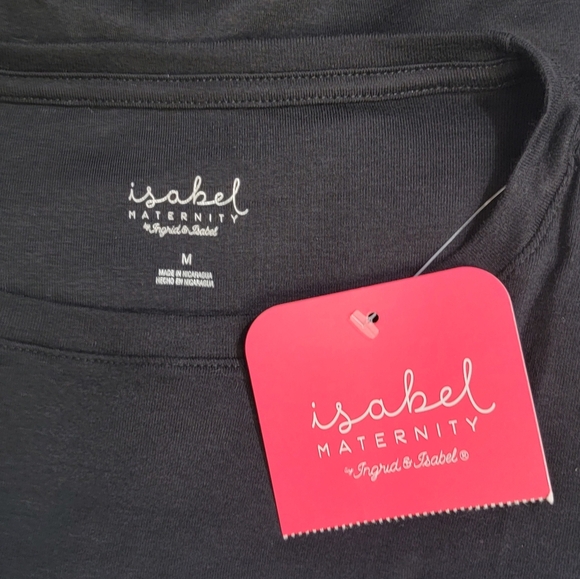 isabel
MATERNITY
by Ingrid & Isabel
M
MADE IN NICARAGUA
HECHO EN NICARAGUA
isabel
MATERNITY
by Ingrid & Isabel®